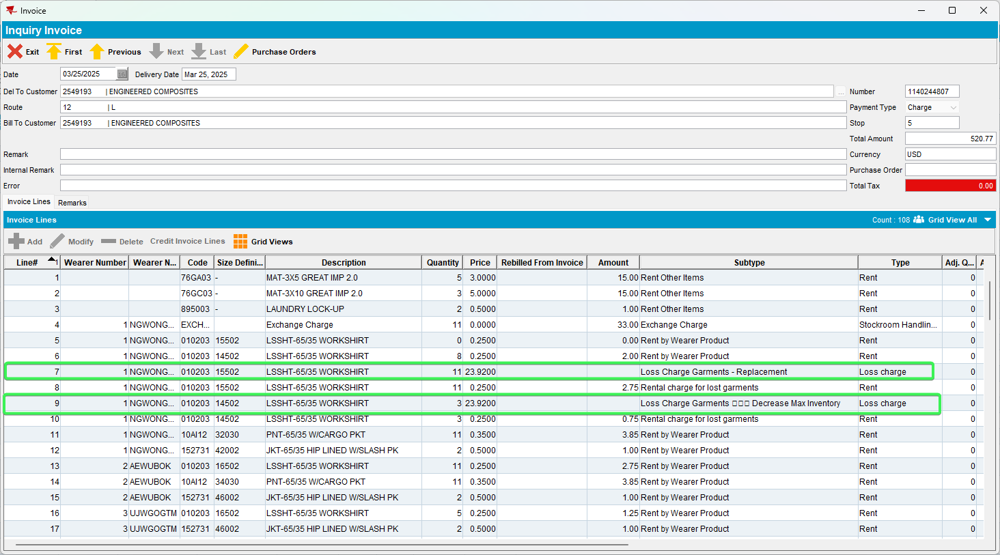 Invoice
Inquiry Invoice
Exit First Previous Next Last Purchase Orders
Date 03/25/2025 16 Delivery Date Mar 25, 2025
Del To Customer 2549193 | ENGINEERED COMPOSITES ... Number 1140244807
Route 12 | L Payment Type Charge
Bill To Customer 2549193 | ENGINEERED COMPOSITES Stop 5
Total Amount 520.77
Remark Currency USD
Internal Remark Purchase Order
Error Total Tax 0.00
Invoice Lines Remarks
Invoice Lines Count : 108 Grid View All
Add Modify Delete Credit Invoice Lines Grid Views
Line# 1 Wearer Number Wearer N... Code Size Defini... Description Quantity Price Rebilled From Invoice Amount Subtype Type Adj. Q... A
1 76GA03 - MAT-3X5 GREAT IMP 2.0 5 3.0000 15.00 Rent Other Items Rent 0
2 76GC03 - MAT-3X10 GREAT IMP 2.0 3 5.0000 15.00 Rent Other Items Rent 0
3 895003 - LAUNDRY LOCK-UP 2 0.5000 1.00 Rent Other Items Rent 0
4 1 NGWONG... EXCH... Exchange Charge 11 0.0000 33.00 Exchange Charge Stockroom Handlin... 0
5 1 NGWONG... 010203 15502 LSSHT-65/35 WORKSHIRT 0 0.2500 0.00 Rent by Wearer Product Rent 0
6 1 NGWONG... 010203 14502 LSSHT-65/35 WORKSHIRT 8 0.2500 2.00 Rent by Wearer Product Rent 0
7 1 NGWONG... 010203 15502 LSSHT-65/35 WORKSHIRT 11 23.9200 Loss Charge Garments - Replacement Loss charge 0
8 1 NGWONG... 010203 15502 LSSHT-65/35 WORKSHIRT 11 0.2500 2.75 Rental charge for lost garments Rent 0
9 1 NGWONG... 010203 14502 LSSHT-65/35 WORKSHIRT 3 23.9200 Loss Charge Garments □□□ Decrease Max Inventory Loss charge 0
10 1 NGWONG... 010203 14502 LSSHT-65/35 WORKSHIRT 3 0.2500 0.75 Rental charge for lost garments Rent 0
11 1 NGWONG... 10AI12 32030 PNT-65/35 W/CARGO PKT 11 0.3500 3.85 Rent by Wearer Product Rent 0
12 1 NGWONG... 152731 42002 JKT-65/35 HIP LINED W/SLASH PK 2 0.5000 1.00 Rent by Wearer Product Rent 0
13 2 AEWUBOK 010203 16502 LSSHT-65/35 WORKSHIRT 11 0.2500 2.75 Rent by Wearer Product Rent 0
14 2 AEWUBOK 10AI12 34030 PNT-65/35 W/CARGO PKT 11 0.3500 3.85 Rent by Wearer Product Rent 0
15 2 AEWUBOK 152731 46002 JKT-65/35 HIP LINED W/SLASH PK 2 0.5000 1.00 Rent by Wearer Product Rent 0
16 3 UJWGOGTM 010203 16502 LSSHT-65/35 WORKSHIRT 5 0.2500 1.25 Rent by Wearer Product Rent 0
17 3 UJWGOGTM 152731 46002 JKT-65/35 HIP LINED W/SLASH PK 2 0.5000 1.00 Rent by Wearer Product Rent 0